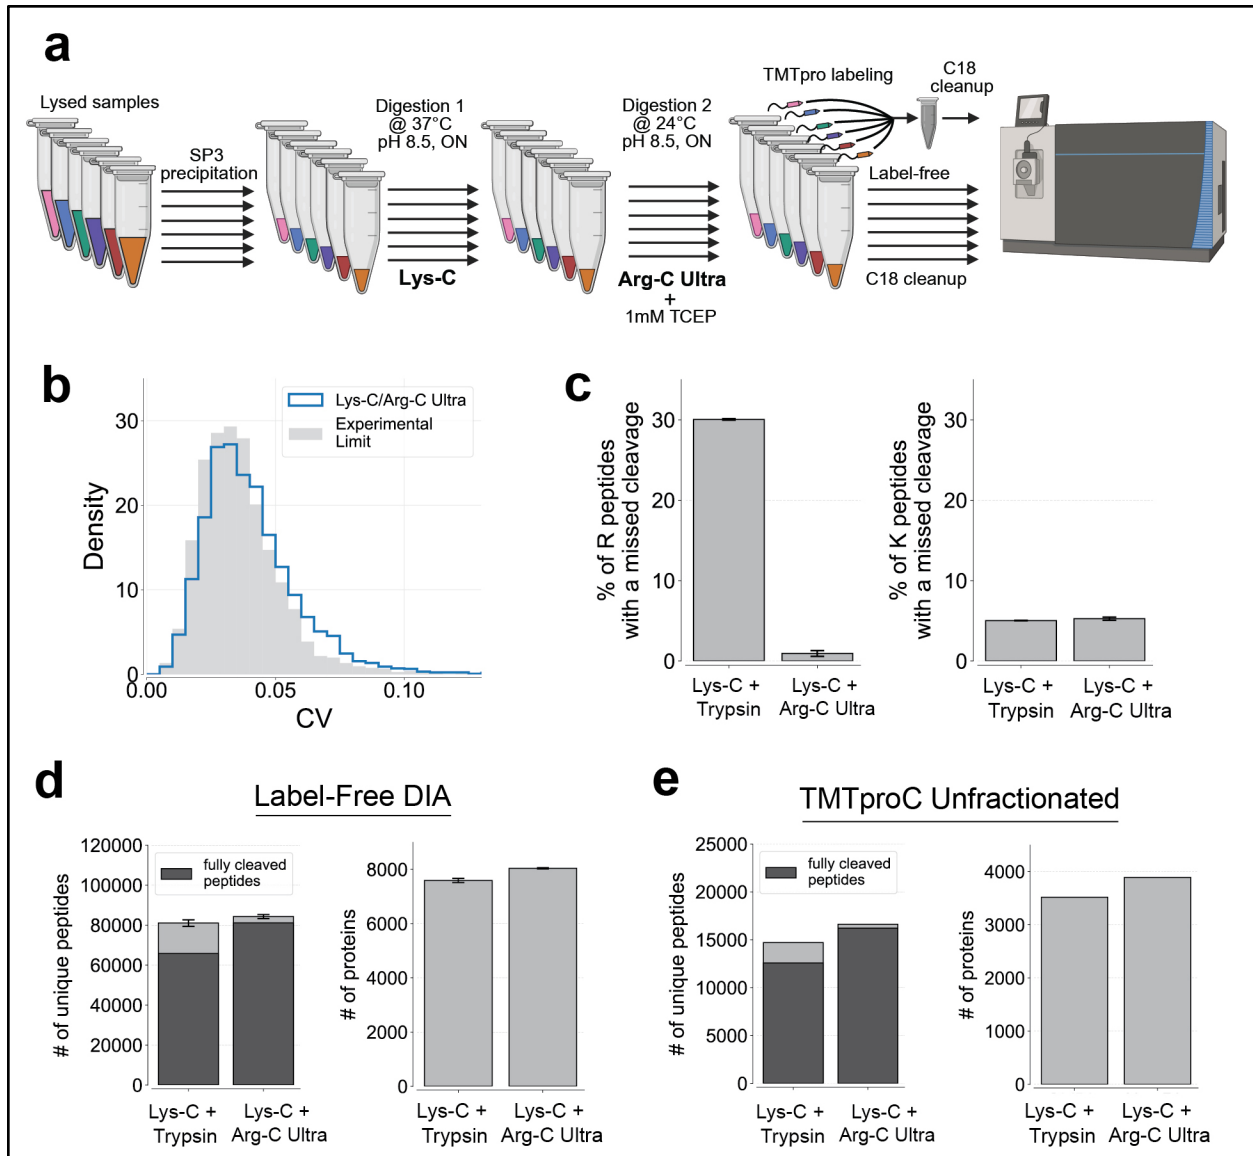 a
Lysed samples
SP3
precipitation
Digestion 1
@ 37°C
pH 8.5, ON
Lys-C
Digestion 2
@ 24°C
pH 8.5, ON
Arg-C Ultra
+
1mM TCEP
TMTpro labeling
C18
cleanup
Label-free
C18 cleanup
b
Lys-C/Arg-C Ultra
Experimental
Limit
Density
30
20
10
0
0.00
0.05
0.10
CV
c
% of R peptides
with a missed cleavage
30
20
10
0
Lys-C +
Trypsin
Lys-C +
Arg-C Ultra
% of K peptides
with a missed cleavage
30
20
10
0
Lys-C +
Trypsin
Lys-C +
Arg-C Ultra
d
Label-Free DIA
# of unique peptides
120000
100000
80000
60000
40000
20000
0
fully cleaved
peptides
Lys-C +
Trypsin
Lys-C +
Arg-C Ultra
# of proteins
8000
6000
4000
2000
0
Lys-C +
Trypsin
Lys-C +
Arg-C Ultra
e
TMTproC Unfractionated
# of unique peptides
25000
20000
15000
10000
5000
0
fully cleaved
peptides
Lys-C +
Trypsin
Lys-C +
Arg-C Ultra
# of proteins
4000
3000
2000
1000
0
Lys-C +
Trypsin
Lys-C +
Arg-C Ultra